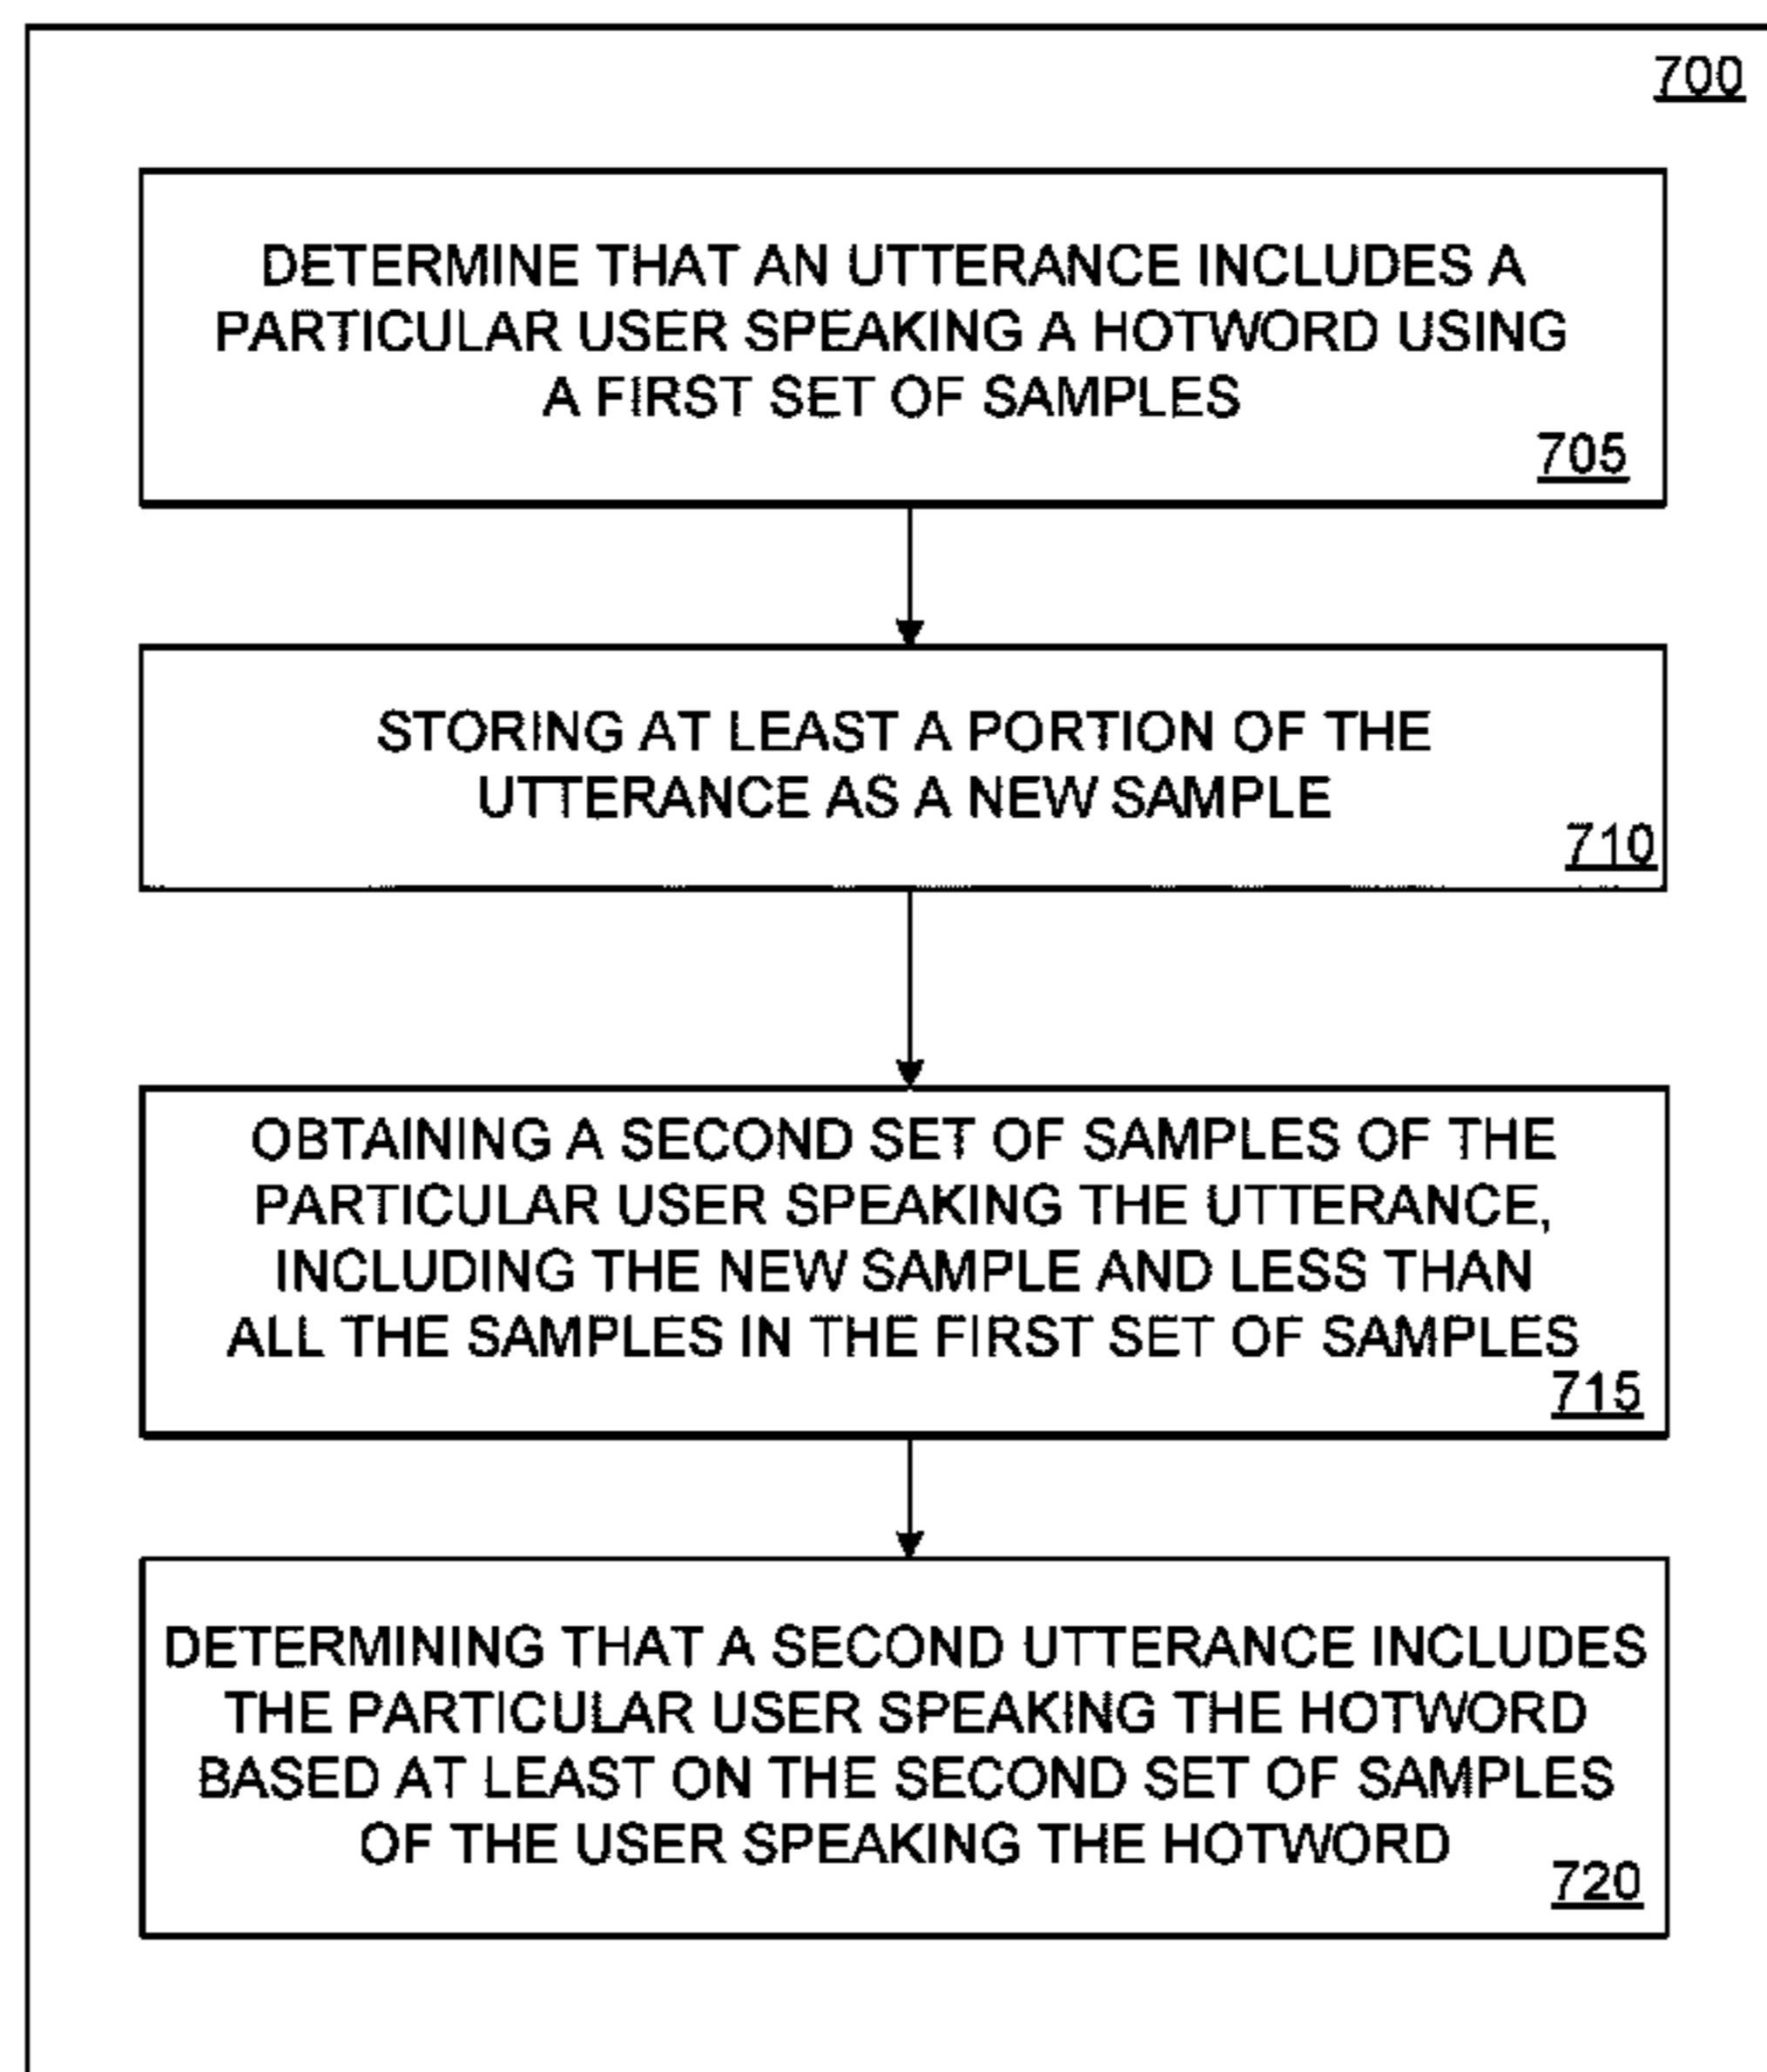 700
DETERMINE THAT AN UTTERANCE INCLUDES A
PARTICULAR USER SPEAKING A HOTWORD USING
A FIRST SET OF SAMPLES
705
STORING AT LEAST A PORTION OF THE
UTTERANCE AS A NEW SAMPLE
710
OBTAINING A SECOND SET OF SAMPLES OF THE
PARTICULAR USER SPEAKING THE UTTERANCE,
INCLUDING THE NEW SAMPLE AND LESS THAN
ALL THE SAMPLES IN THE FIRST SET OF SAMPLES
715
DETERMINING THAT A SECOND UTTERANCE INCLUDES
THE PARTICULAR USER SPEAKING THE HOTWORD
BASED AT LEAST ON THE SECOND SET OF SAMPLES
OF THE USER SPEAKING THE HOTWORD
720